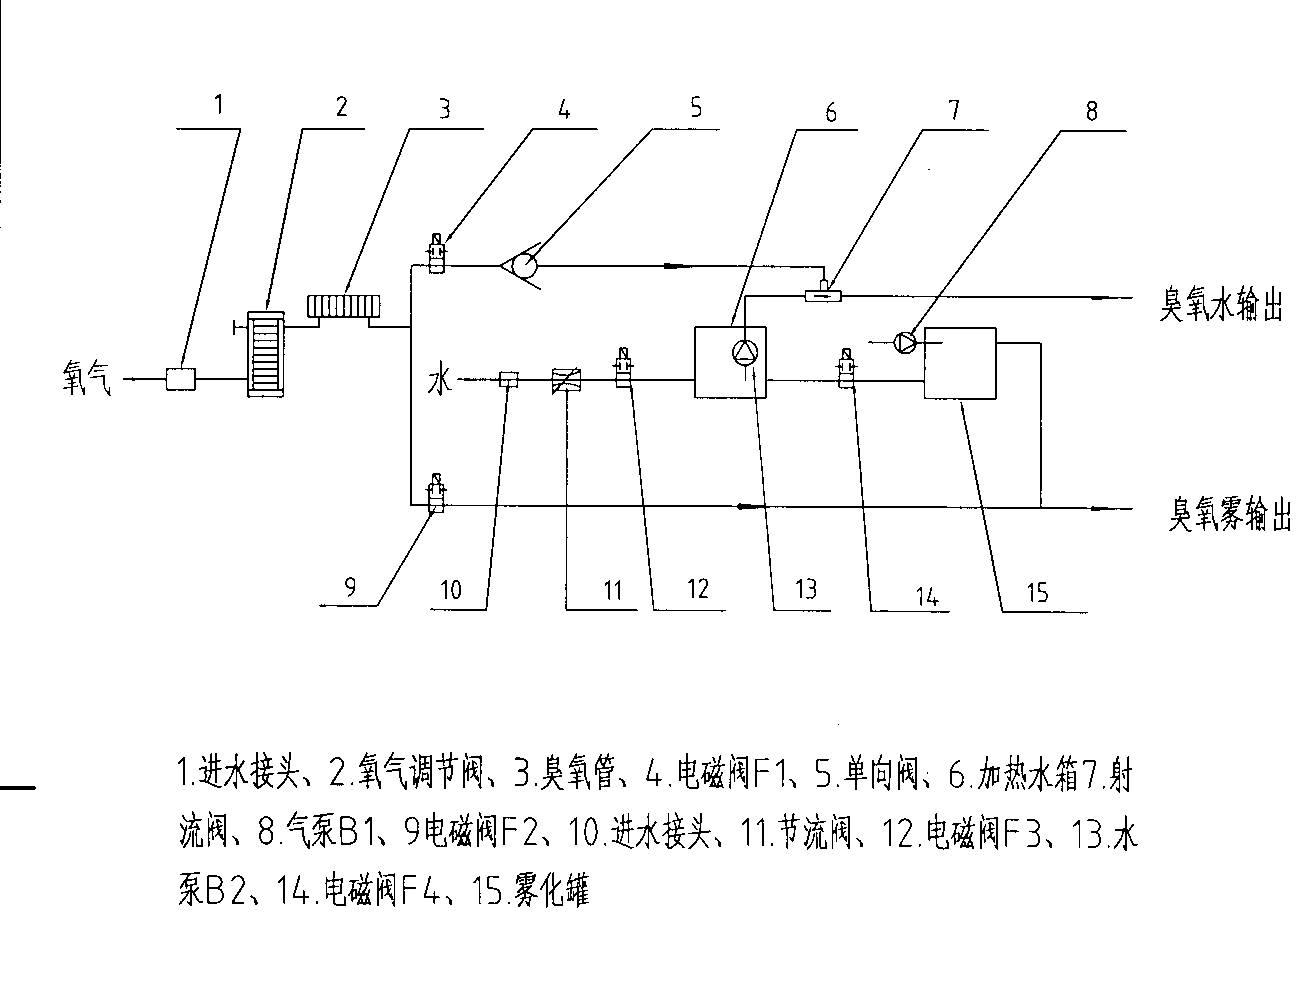 1 2 3 4 5 6 7 8
臭氧水输出
氧气
水
臭氧雾输出
9 10 11 12 13 14 15
1.进水接头、2.氧气调节阀、3.臭氧管、4.电磁阀F1、5.单向阀、6.加热水箱7.射
流阀、8.气泵B1、9电磁阀F2、10.进水接头、11.节流阀、12.电磁阀F3、13.水
泵B2、14.电磁阀F4、15.雾化罐